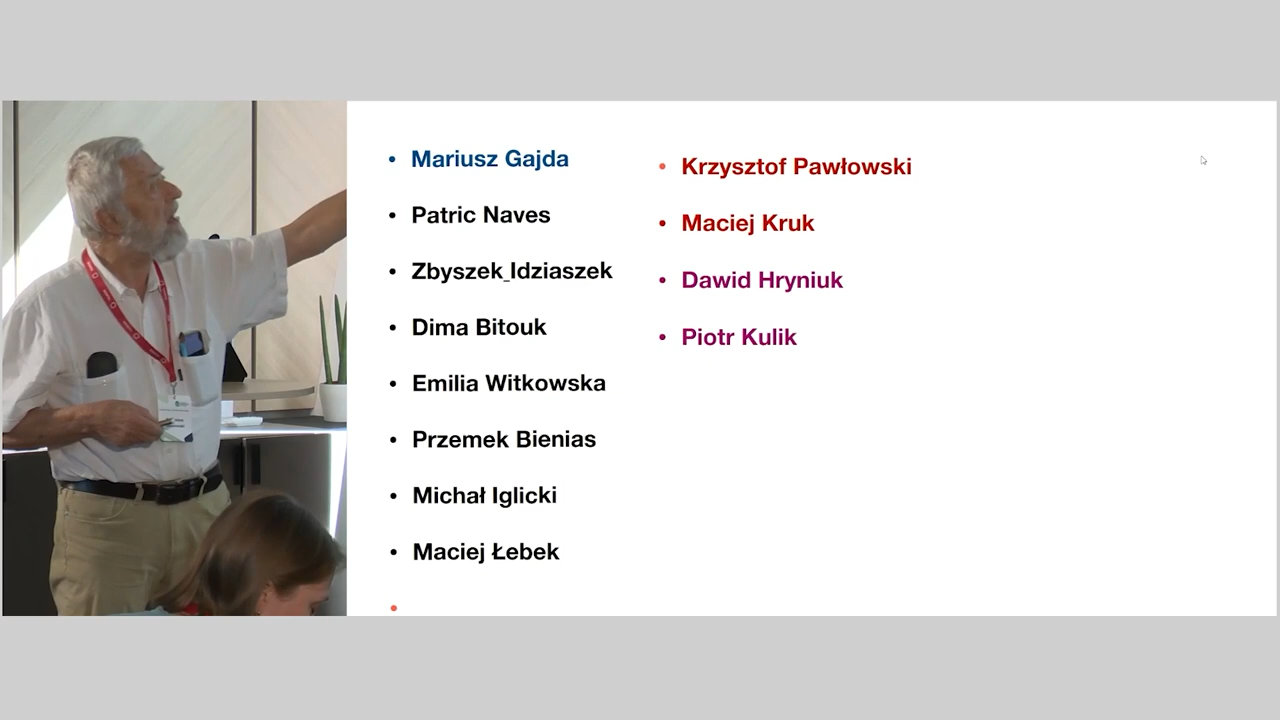 Mariusz Gajda
Patric Naves
Zbyszek_Idziaszek
Dima Bitouk
Emilia Witkowska
Przemek Bienias
Michał Iglicki
Maciej Łebek
Krzysztof Pawłowski
Maciej Kruk
Dawid Hryniuk
Piotr Kulik